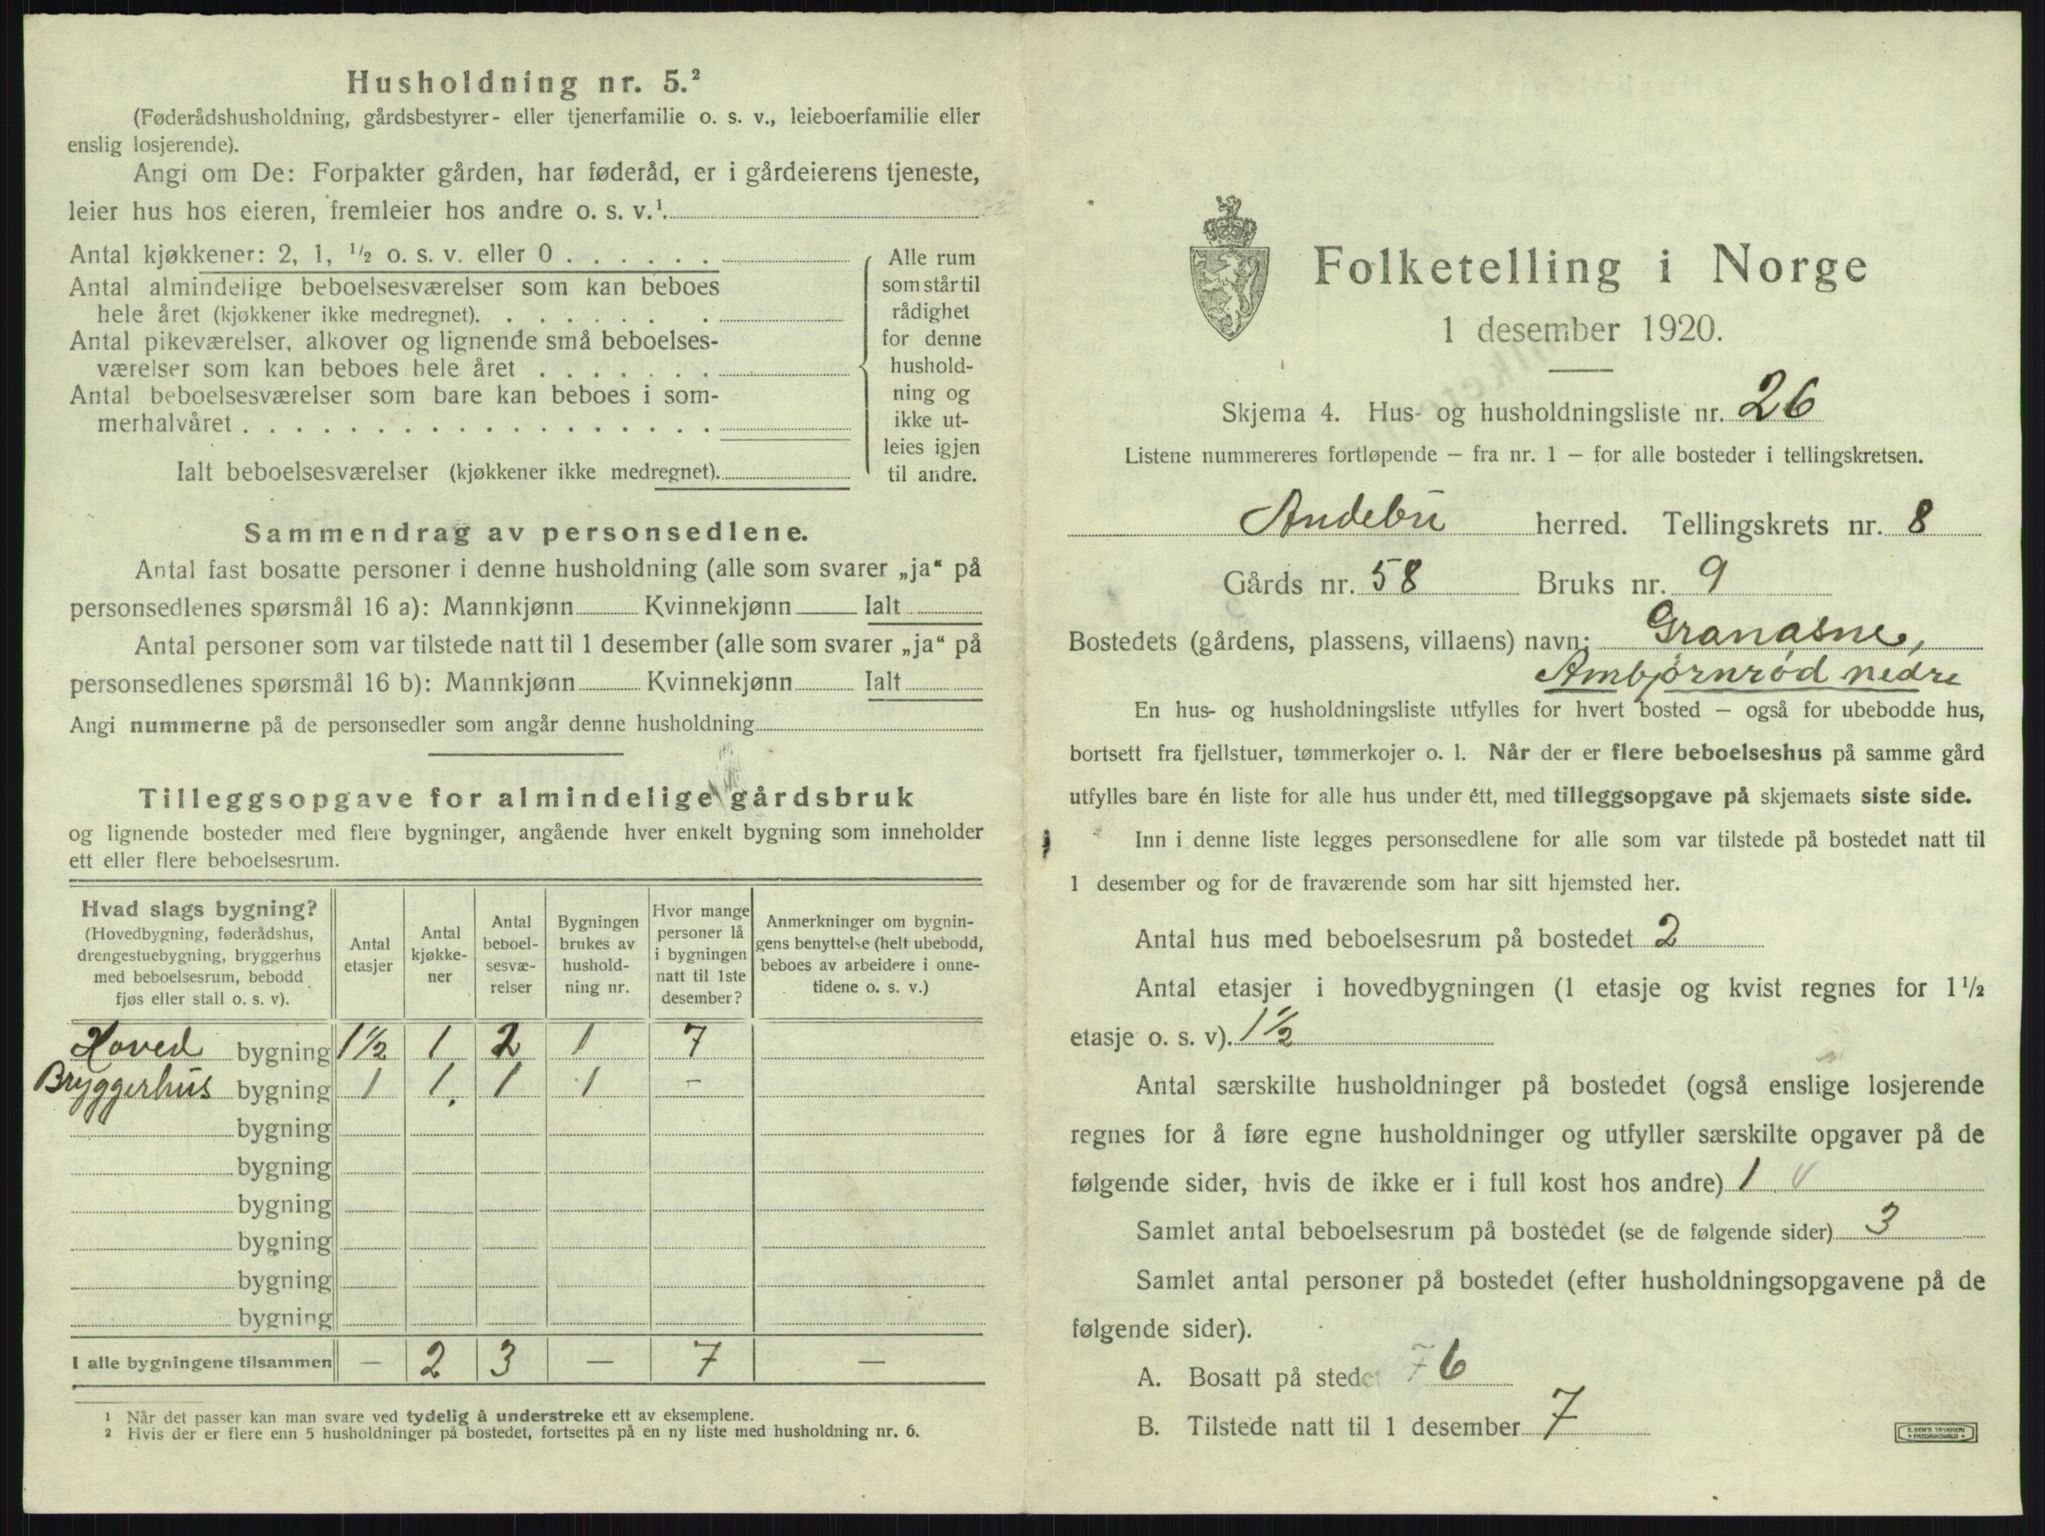 Husholdning nr. 5.²
(Føderådshusholdning, gårdsbestyrer- eller tjenerfamilie o. s. v., leieboerfamilie eller
enslig losjerende).
Angi om De: Forpakter gården, har føderåd, er i gårdeierens tjeneste,
leier hus hos eieren, fremleier hos andre o. s. v.¹
Antal kjøkkener: 2, 1, ½ o. s. v. eller 0 . . . . . .
Antal almindelige beboelsesværelser som kan beboes
hele året (kjøkkener ikke medregnet). . . . . . . .
Antal pikeværelser, alkover og lignende små beboelses-
værelser som kan beboes hele året . . . . . . .
Antal beboelsesværelser som bare kan beboes i som-
merhalvåret . . . . . . . . . . . . . . . . . .
Ialt beboelsesværelser (kjøkkener ikke medregnet).
Alle rum
som står til
rådighet
for denne
hushold-
ning og
ikke ut-
leies igjen
til andre.
Sammendrag av personsedlene.
Antal fast bosatte personer i denne husholdning (alle som svarer „ja“ på
personsedlenes spørsmål 16 a): Mannkjønn Kvinnekjønn Ialt
Antal personer som var tilstede natt til 1 desember (alle som svarer „ja“ på
personsedlenes spørsmål 16 b): Mannkjønn Kvinnekjønn Ialt
Angi nummerne på de personsedler som angår denne husholdning
Tilleggsopgave for almindelige gårdsbruk
og lignende bosteder med flere bygninger, angående hver enkelt bygning som inneholder
ett eller flere beboelsesrum.
Hvad slags bygning?
(Hovedbygning, føderådshus,
drengestuebygning, bryggerhus
med beboelsesrum, bebodd
fjøs eller stall o. s. v).
Antal
etasjer
Antal
kjøkke-
ner
Antal
beboel-
sesvæ-
relser
Bygningen
brukes av
hushold-
ning nr.
Hvor mange
personer lå
i bygningen
natt til 1ste
desember?
Anmerkninger om bygnin-
gens benyttelse (helt ubebodd,
beboes av arbeidere i onne-
tidene o. s. v.)
Hoved bygning 1½ 1 2 1 7
Bryggerhus bygning 1 1. 1 1 –
bygning
bygning
bygning
bygning
bygning
bygning
I alle bygningene tilsammen — 2 3 — 7 —
1 Når det passer kan man svare ved tydelig å understreke ett av eksemplene.
2 Hvis der er flere enn 5 husholdninger på bostedet, fortsettes på en ny liste med husholdning nr. 6.
Folketelling i Norge
1 desember 1920.
Skjema 4. Hus- og husholdningsliste nr. 26
Listene nummereres fortløpende – fra nr. 1 – for alle bosteder i tellingskretsen.
Andebu herred. Tellingskrets nr. 8
Gårds nr. 58 Bruks nr. 9
Bostedets (gårdens, plassens, villaens) navn: Granasne,
Ambjørnrød nedre
En hus- og husholdningsliste utfylles for hvert bosted – også for ubebodde hus,
bortsett fra fjellstuer, tømmerkojer o. l. Når der er flere beboelseshus på samme gård
utfylles bare én liste for alle hus under étt, med tilleggsopgave på skjemaets siste side.
Inn i denne liste legges personsedlene for alle som var tilstede på bostedet natt til
1 desember og for de fraværende som har sitt hjemsted her.
Antal hus med beboelsesrum på bostedet 2
Antal etasjer i hovedbygningen (1 etasje og kvist regnes for 1½
etasje o. s. v). 1½
Antal særskilte husholdninger på bostedet (også enslige losjerende
regnes for å føre egne husholdninger og utfyller særskilte opgaver på de
følgende sider, hvis de ikke er i full kost hos andre) 1
Samlet antal beboelsesrum på bostedet (se de følgende sider) 3
Samlet antal personer på bostedet (efter husholdningsopgavene på de
følgende sider).
A. Bosatt på stedet 7 6
B. Tilstede natt til 1 desember 7